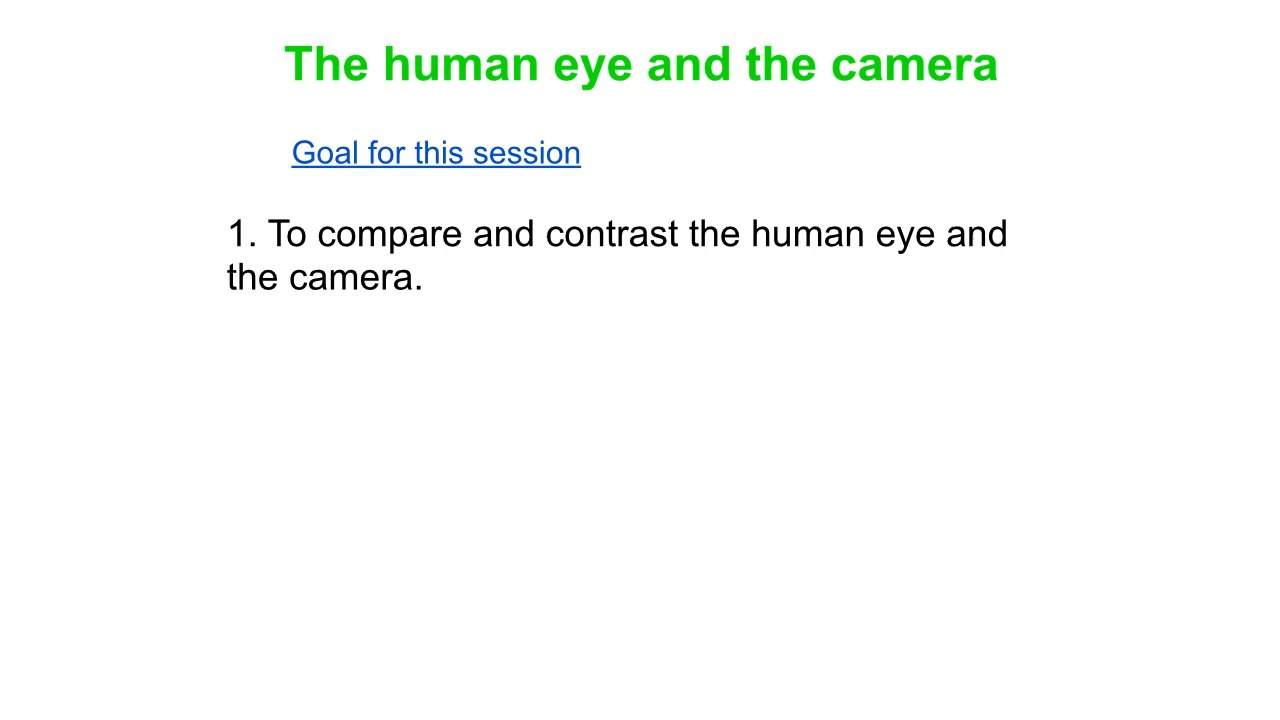 The human eye and the camera
Goal for this session
1. To compare and contrast the human eye and
the camera.